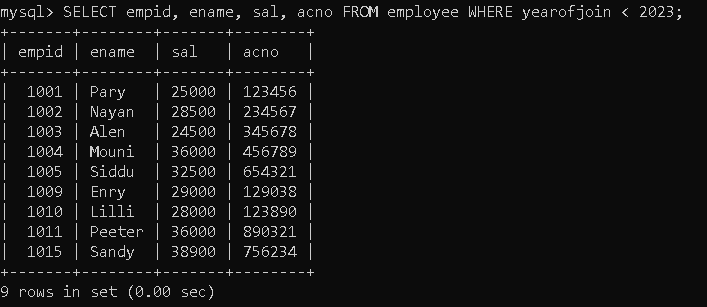 mysql> SELECT empid, ename, sal, acno FROM employee WHERE yearofjoin < 2023;
+-------+--------+-------+--------+
| empid | ename  | sal   | acno   |
+-------+--------+-------+--------+
|  1001 | Pary   | 25000 | 123456 |
|  1002 | Nayan  | 28500 | 234567 |
|  1003 | Alen   | 24500 | 345678 |
|  1004 | Mouni  | 36000 | 456789 |
|  1005 | Siddu  | 32500 | 654321 |
|  1009 | Enry   | 29000 | 129038 |
|  1010 | Lilli  | 28000 | 123890 |
|  1011 | Peeter | 36000 | 890321 |
|  1015 | Sandy  | 38900 | 756234 |
+-------+--------+-------+--------+
9 rows in set (0.00 sec)